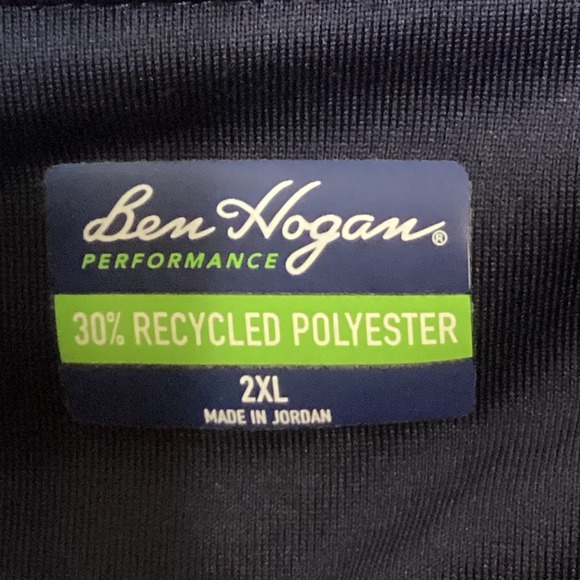 Ben Hogan®
PERFORMANCE
30% RECYCLED POLYESTER
2XL
MADE IN JORDAN